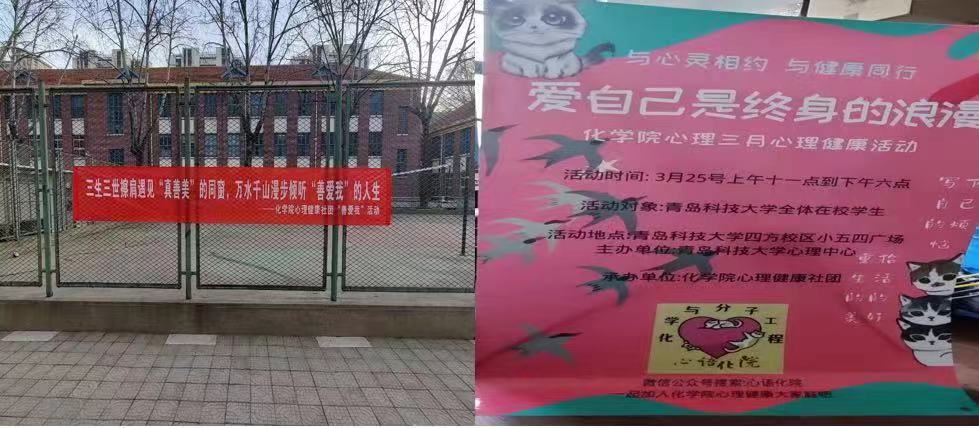 三生三世擦肩遇见“真善美”的同窗，万水千山漫步倾听“善爱我”的人生
——化学院心理健康社团“善爱我”活动
与心灵相约 与健康同行
爱自己是终身的浪漫
化学院心理三月心理健康活动
活动时间: 3月25号上午十一点到下午六点
活动对象:青岛科技大学全体在校学生
活动地点:青岛科技大学四方校区小五四广场
主办单位:青岛科技大学心理中心
承办单位:化学院心理健康社团
写下
自己
的烦
恼
重拾
生活
的的
美好
化学与分子工程
心语化院
微信公众号搜索:心语化院
一起加入化学院心理健康大家庭吧